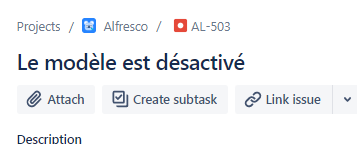 Projects / Alfresco / AL-503
Le modèle est désactivé
Attach Create subtask Link issue
Description